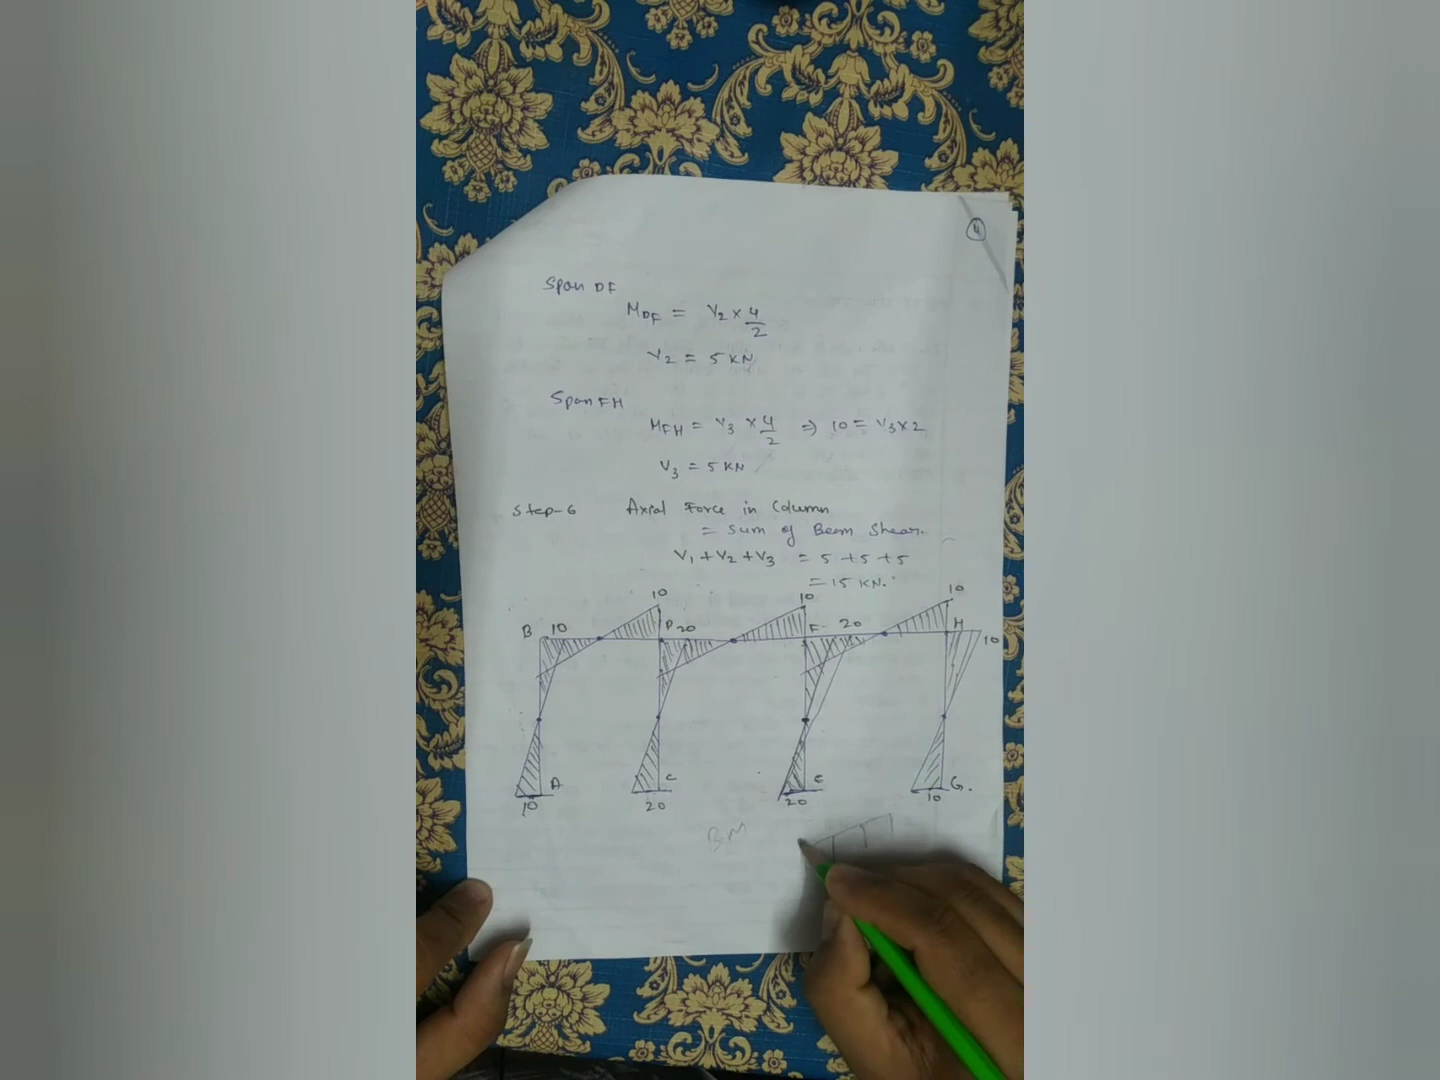 4
Span DF
MDF = V2 × 4/2
V2 = 5 KN
Span FH
MFH = V3 × 4/2 ⇒ 10 = V3 × 2
V3 = 5 KN
Step-6 Axial Force in Column
= Sum of Beam Shear.
V1 + V2 + V3 = 5 + 5 + 5
= 15 KN.
10 10 10
B 10 D 20 F 20 H 10
A C E G.
10 20 20 10
BM